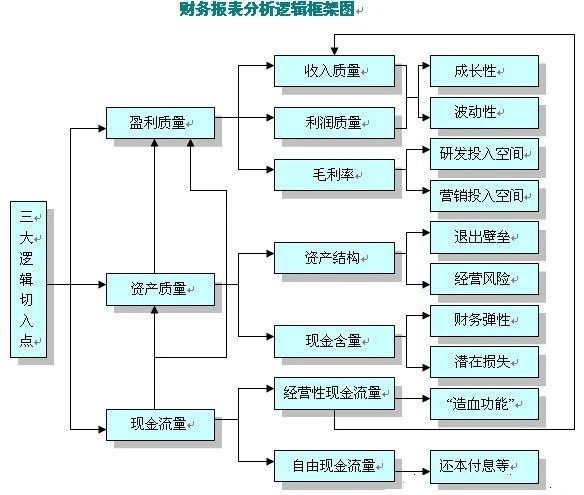 财务报表分析逻辑框架图
收入质量
成长性
盈利质量
利润质量
波动性
毛利率
研发投入空间
营销投入空间
三大逻辑切入点
资产质量
资产结构
退出壁垒
经营风险
现金含量
财务弹性
潜在损失
现金流量
经营性现金流量
“造血功能”
自由现金流量
还本付息等